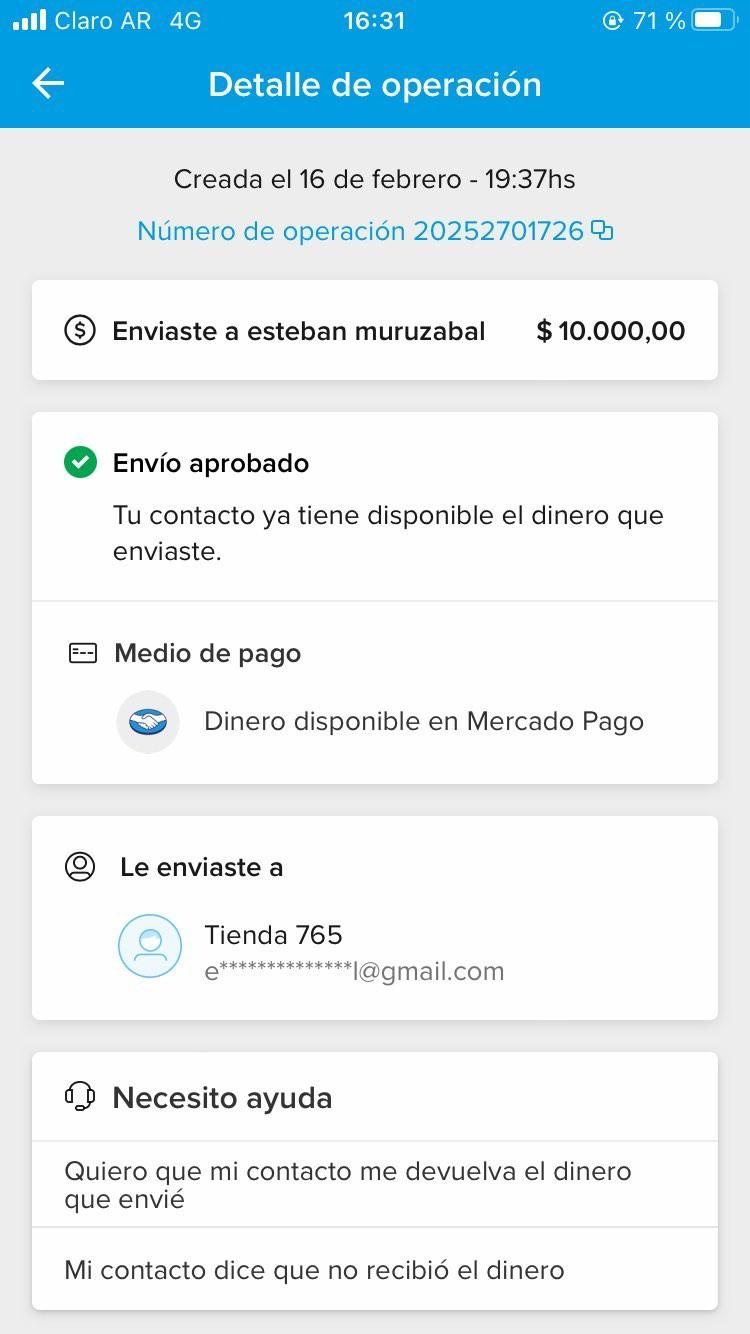 Claro AR 4G 16:31 71 %
Detalle de operación
Creada el 16 de febrero - 19:37hs
Número de operación 20252701726
Enviaste a esteban muruzabal $ 10.000,00
Envío aprobado
Tu contacto ya tiene disponible el dinero que
enviaste.
Medio de pago
Dinero disponible en Mercado Pago
Le enviaste a
Tienda 765
e**************l@gmail.com
Necesito ayuda
Quiero que mi contacto me devuelva el dinero
que envié
Mi contacto dice que no recibió el dinero